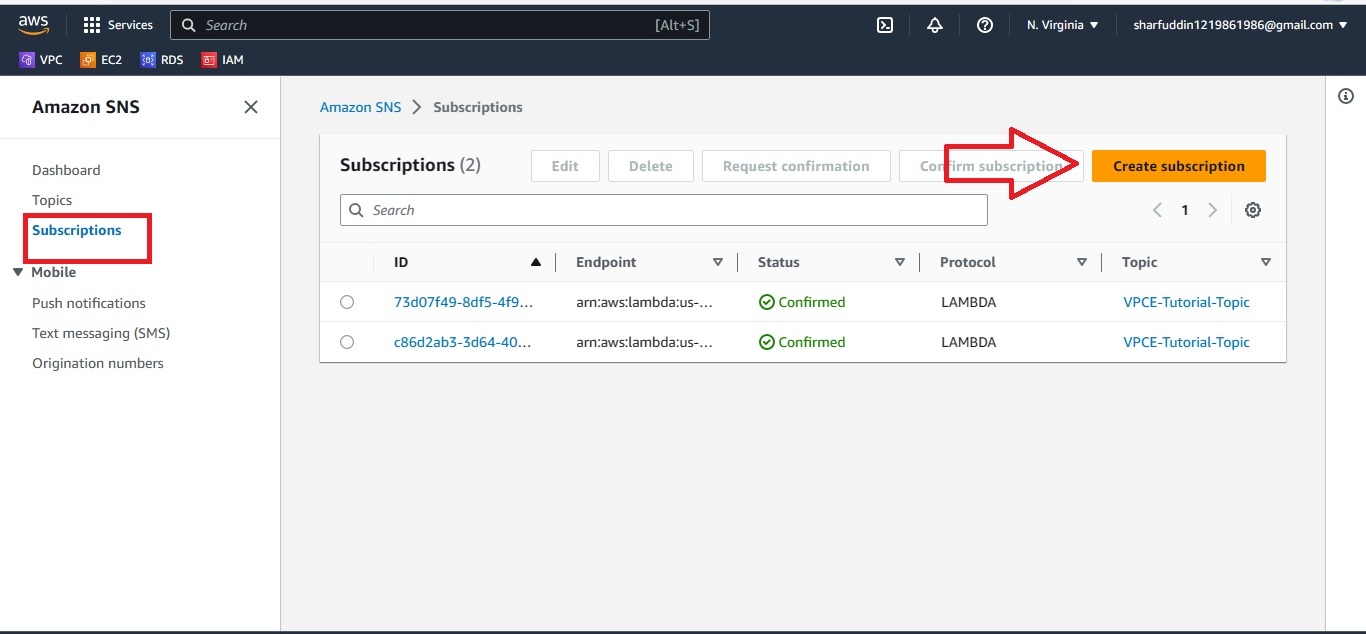 aws Services Search [Alt+S] N. Virginia sharfuddin1219861986@gmail.com
VPC EC2 RDS IAM
Amazon SNS
Dashboard
Topics
Subscriptions
Mobile
Push notifications
Text messaging (SMS)
Origination numbers
Amazon SNS > Subscriptions
Subscriptions (2) Edit Delete Request confirmation Confirm subscription Create subscription
Search 1
ID Endpoint Status Protocol Topic
73d07f49-8df5-4f9... arn:aws:lambda:us-... Confirmed LAMBDA VPCE-Tutorial-Topic
c86d2ab3-3d64-40... arn:aws:lambda:us-... Confirmed LAMBDA VPCE-Tutorial-Topic